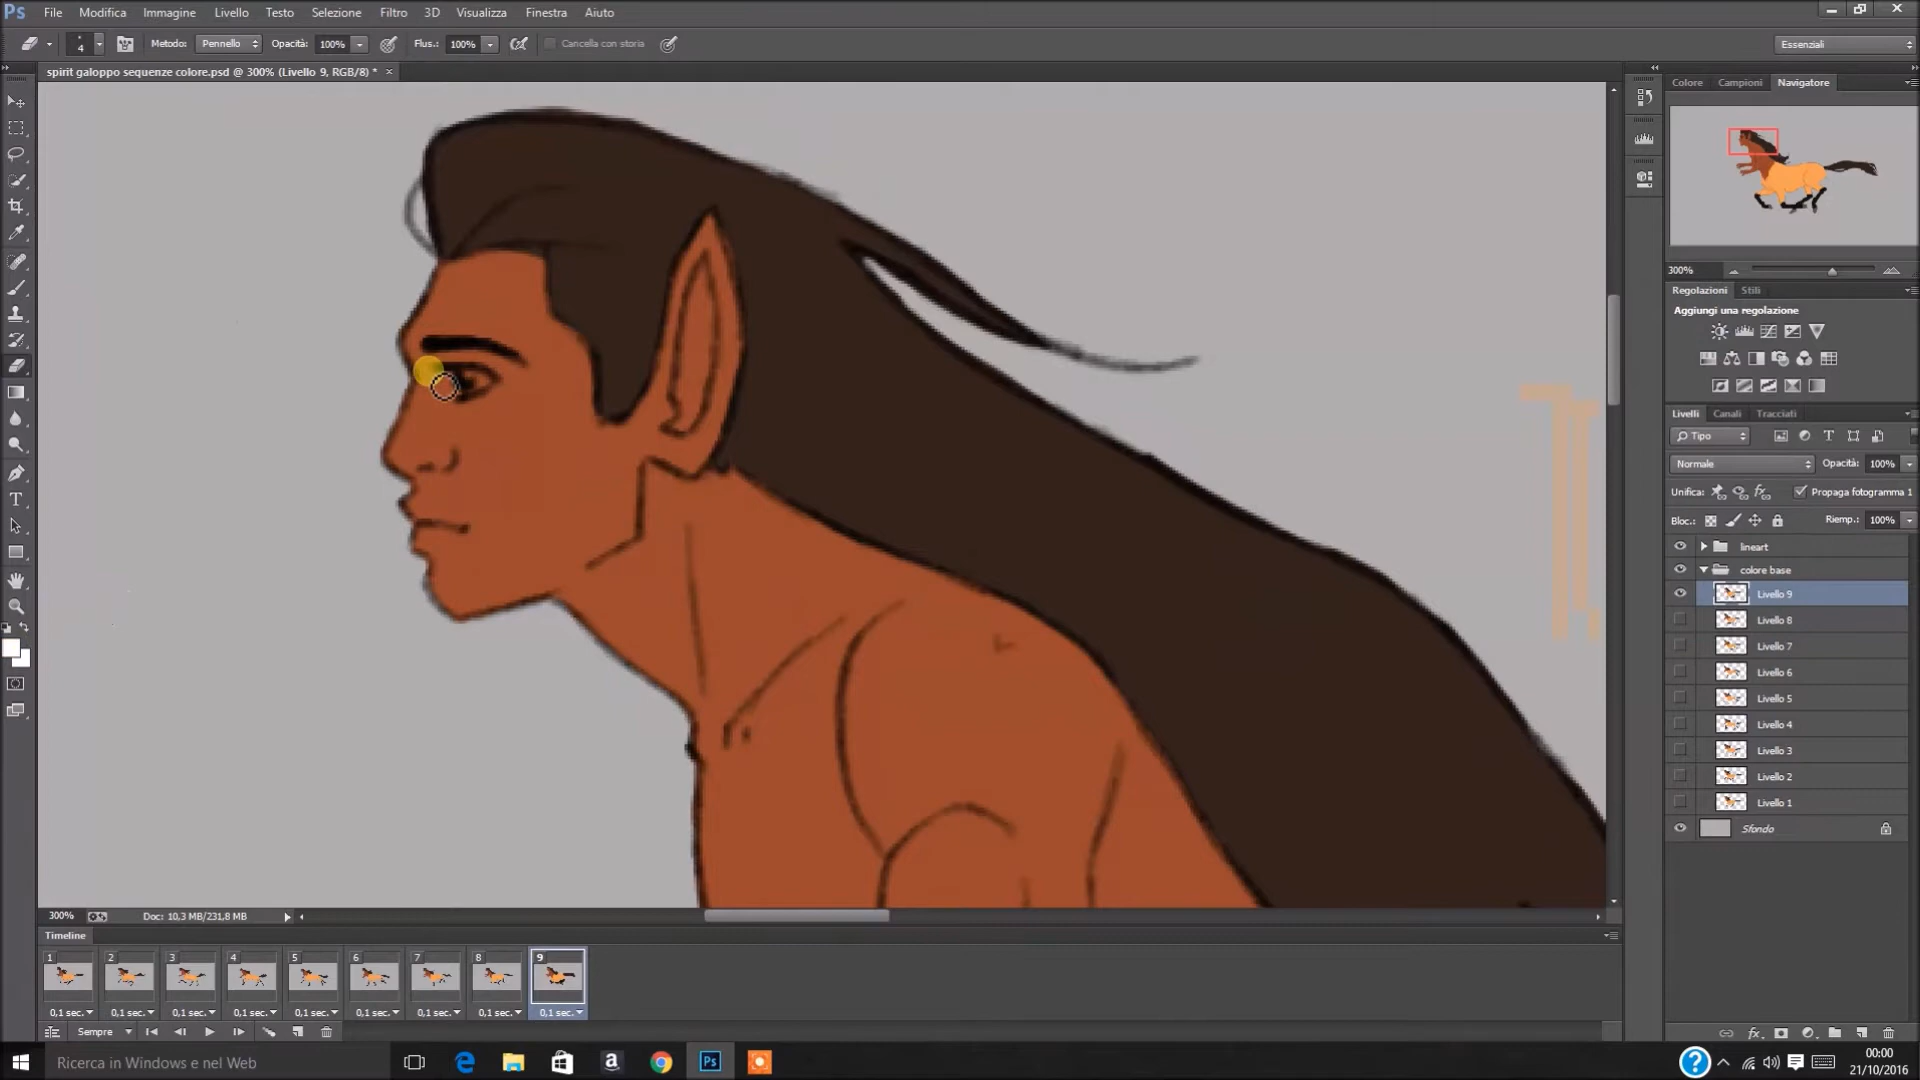 Ps File Modifica Immagine Livello Testo Selezione Filtro 3D Visualizza Finestra Aiuto
4 Metodo: Pennello Opacità: 100% Flus.: 100% Cancella con storia Essenziali
spirit galoppo sequenze colore.psd @ 300% (Livello 9, RGB/8) *
Colore Campioni Navigatore
300%
Regolazioni Stili
Aggiungi una regolazione
Livelli Canali Tracciati
Tipo
Normale Opacità: 100%
Unifica: Propaga fotogramma 1
Bloc.: Riemp.: 100%
lineart
colore base
Livello 9
Livello 8
Livello 7
Livello 6
Livello 5
Livello 4
Livello 3
Livello 2
Livello 1
Sfondo
300% Doc: 10,3 MB/231,8 MB
Timeline
1 2 3 4 5 6 7 8 9
0,1 sec. 0,1 sec. 0,1 sec. 0,1 sec. 0,1 sec. 0,1 sec. 0,1 sec. 0,1 sec. 0,1 sec.
Sempre
Ricerca in Windows e nel Web
Ps
00:00
21/10/2016